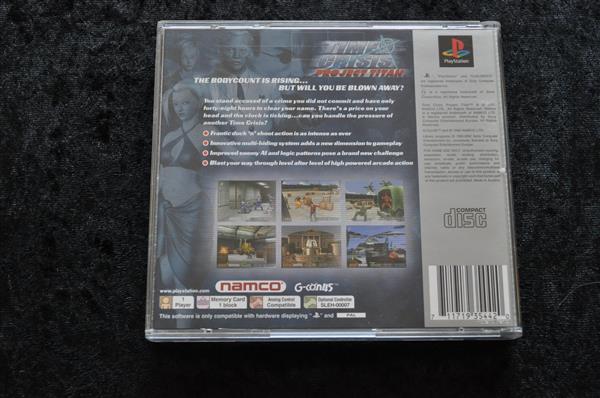 TIME
CRISIS
PROJECT TITAN
THE BODYCOUNT IS RISING...
BUT WILL YOU BE BLOWN AWAY?
You stand accused of a crime you did not commit and have only
forty-eight hours to clear your name. There's a price on your
head and the clock is ticking...can you handle the pressure of
another Time Crisis?
Frantic duck 'n' shoot action is as intense as ever
Innovative multi-hiding system adds a new dimension to gameplay
Improved enemy AI and logic patterns pose a brand new challenge
Blast your way through level after level of high powered arcade action
namco
G-CON45
www.playstation.com
1
Player
Memory Card
1 block
Analog Control
Compatible
Optional Controller
SLEH-00007
This software is only compatible with hardware displaying
and
PAL
PlayStation
COMPACT
disc
7 11719 35442 0